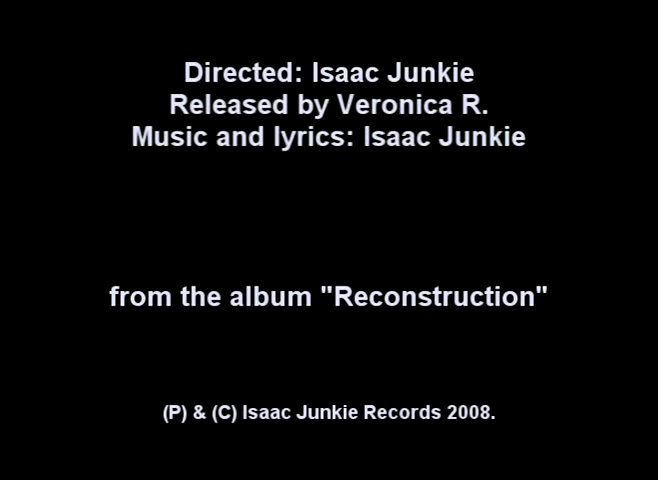 Directed: Isaac Junkie
Released by Veronica R.
Music and lyrics: Isaac Junkie
from the album "Reconstruction"
(P) & (C) Isaac Junkie Records 2008.